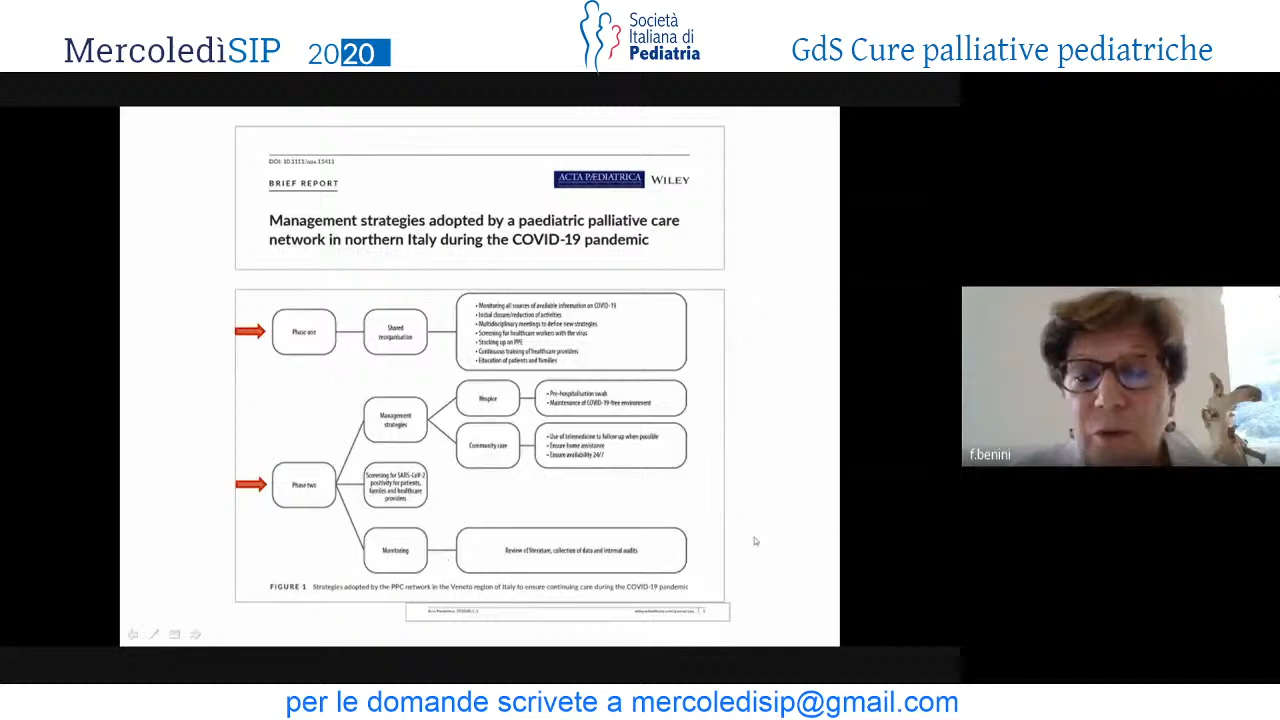 MercoledìSIP 2020
Società
Italiana di
Pediatria
GdS Cure palliative pediatriche
DOI: 10.1111/apa.15411
BRIEF REPORT
ACTA PÆDIATRICA WILEY
Management strategies adopted by a paediatric palliative care
network in northern Italy during the COVID-19 pandemic
Phase one
Shared
reorganisation
• Monitoring all sources of available information on COVID-19
• Initial closure/reduction of activities
• Multidisciplinary meetings to define new strategies
• Screening for healthcare workers with the virus
• Stocking up on PPE
• Continuous training of healthcare providers
• Education of patients and families
Phase two
Management
strategies
Hospice
• Pre-hospitalisation swab
• Maintenance of COVID-19-free environment
Community care
• Use of telemedicine to follow up when possible
• Ensure home assistance
• Ensure availability 24/7
Screening for SARS-CoV-2
positivity for patients,
families and healthcare
providers
Monitoring
Review of literature, collection of data and internal audits
FIGURE 1 Strategies adopted by the PPC network in the Veneto region of Italy to ensure continuing care during the COVID-19 pandemic
f.benini
per le domande scrivete a mercoledisip@gmail.com